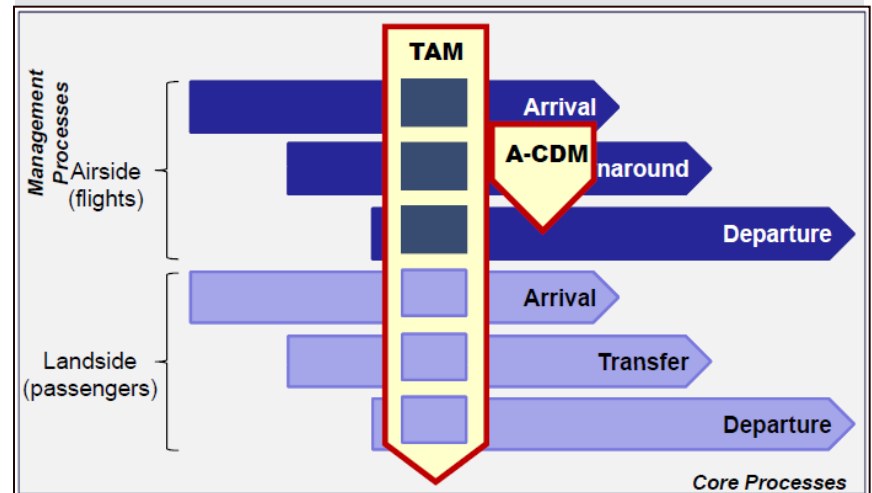 TAM
Management
Processes
Arrival
A-CDM
Airside
(flights)
naround
Departure
Arrival
Landside
(passengers)
Transfer
Departure
Core Processes